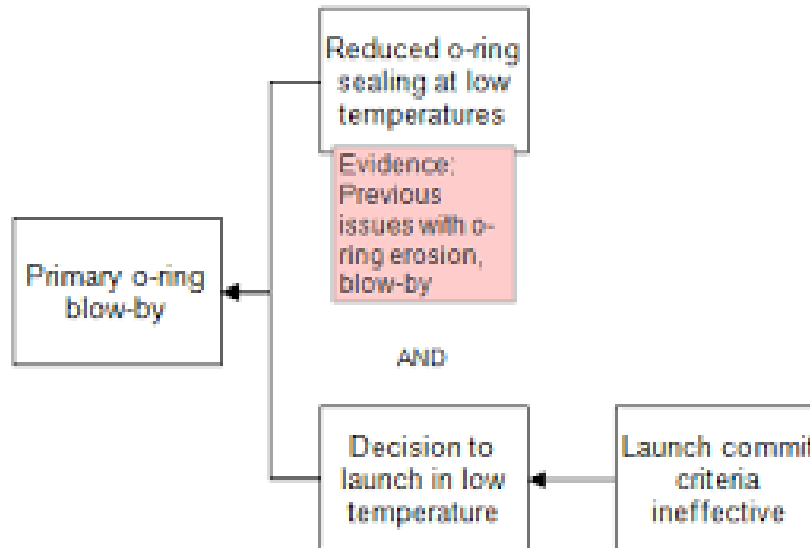 Reduced o-ring
sealing at low
temperatures
Evidence:
Previous
issues with o-
ring erosion,
blow-by
Primary o-ring
blow-by
AND
Decision to
launch in low
temperature
Launch commit
criteria
ineffective